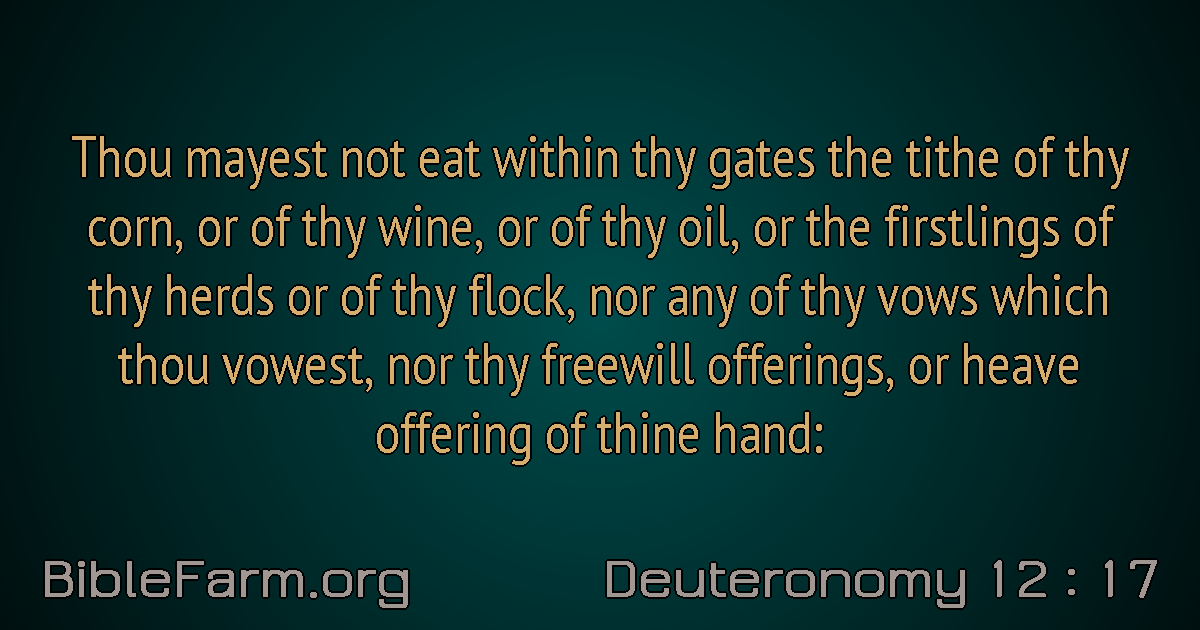 Thou mayest not eat within thy gates the tithe of thy
corn, or of thy wine, or of thy oil, or the firstlings of
thy herds or of thy flock, nor any of thy vows which
thou vowest, nor thy freewill offerings, or heave
offering of thine hand:
BibleFarm.org
Deuteronomy 12 : 17